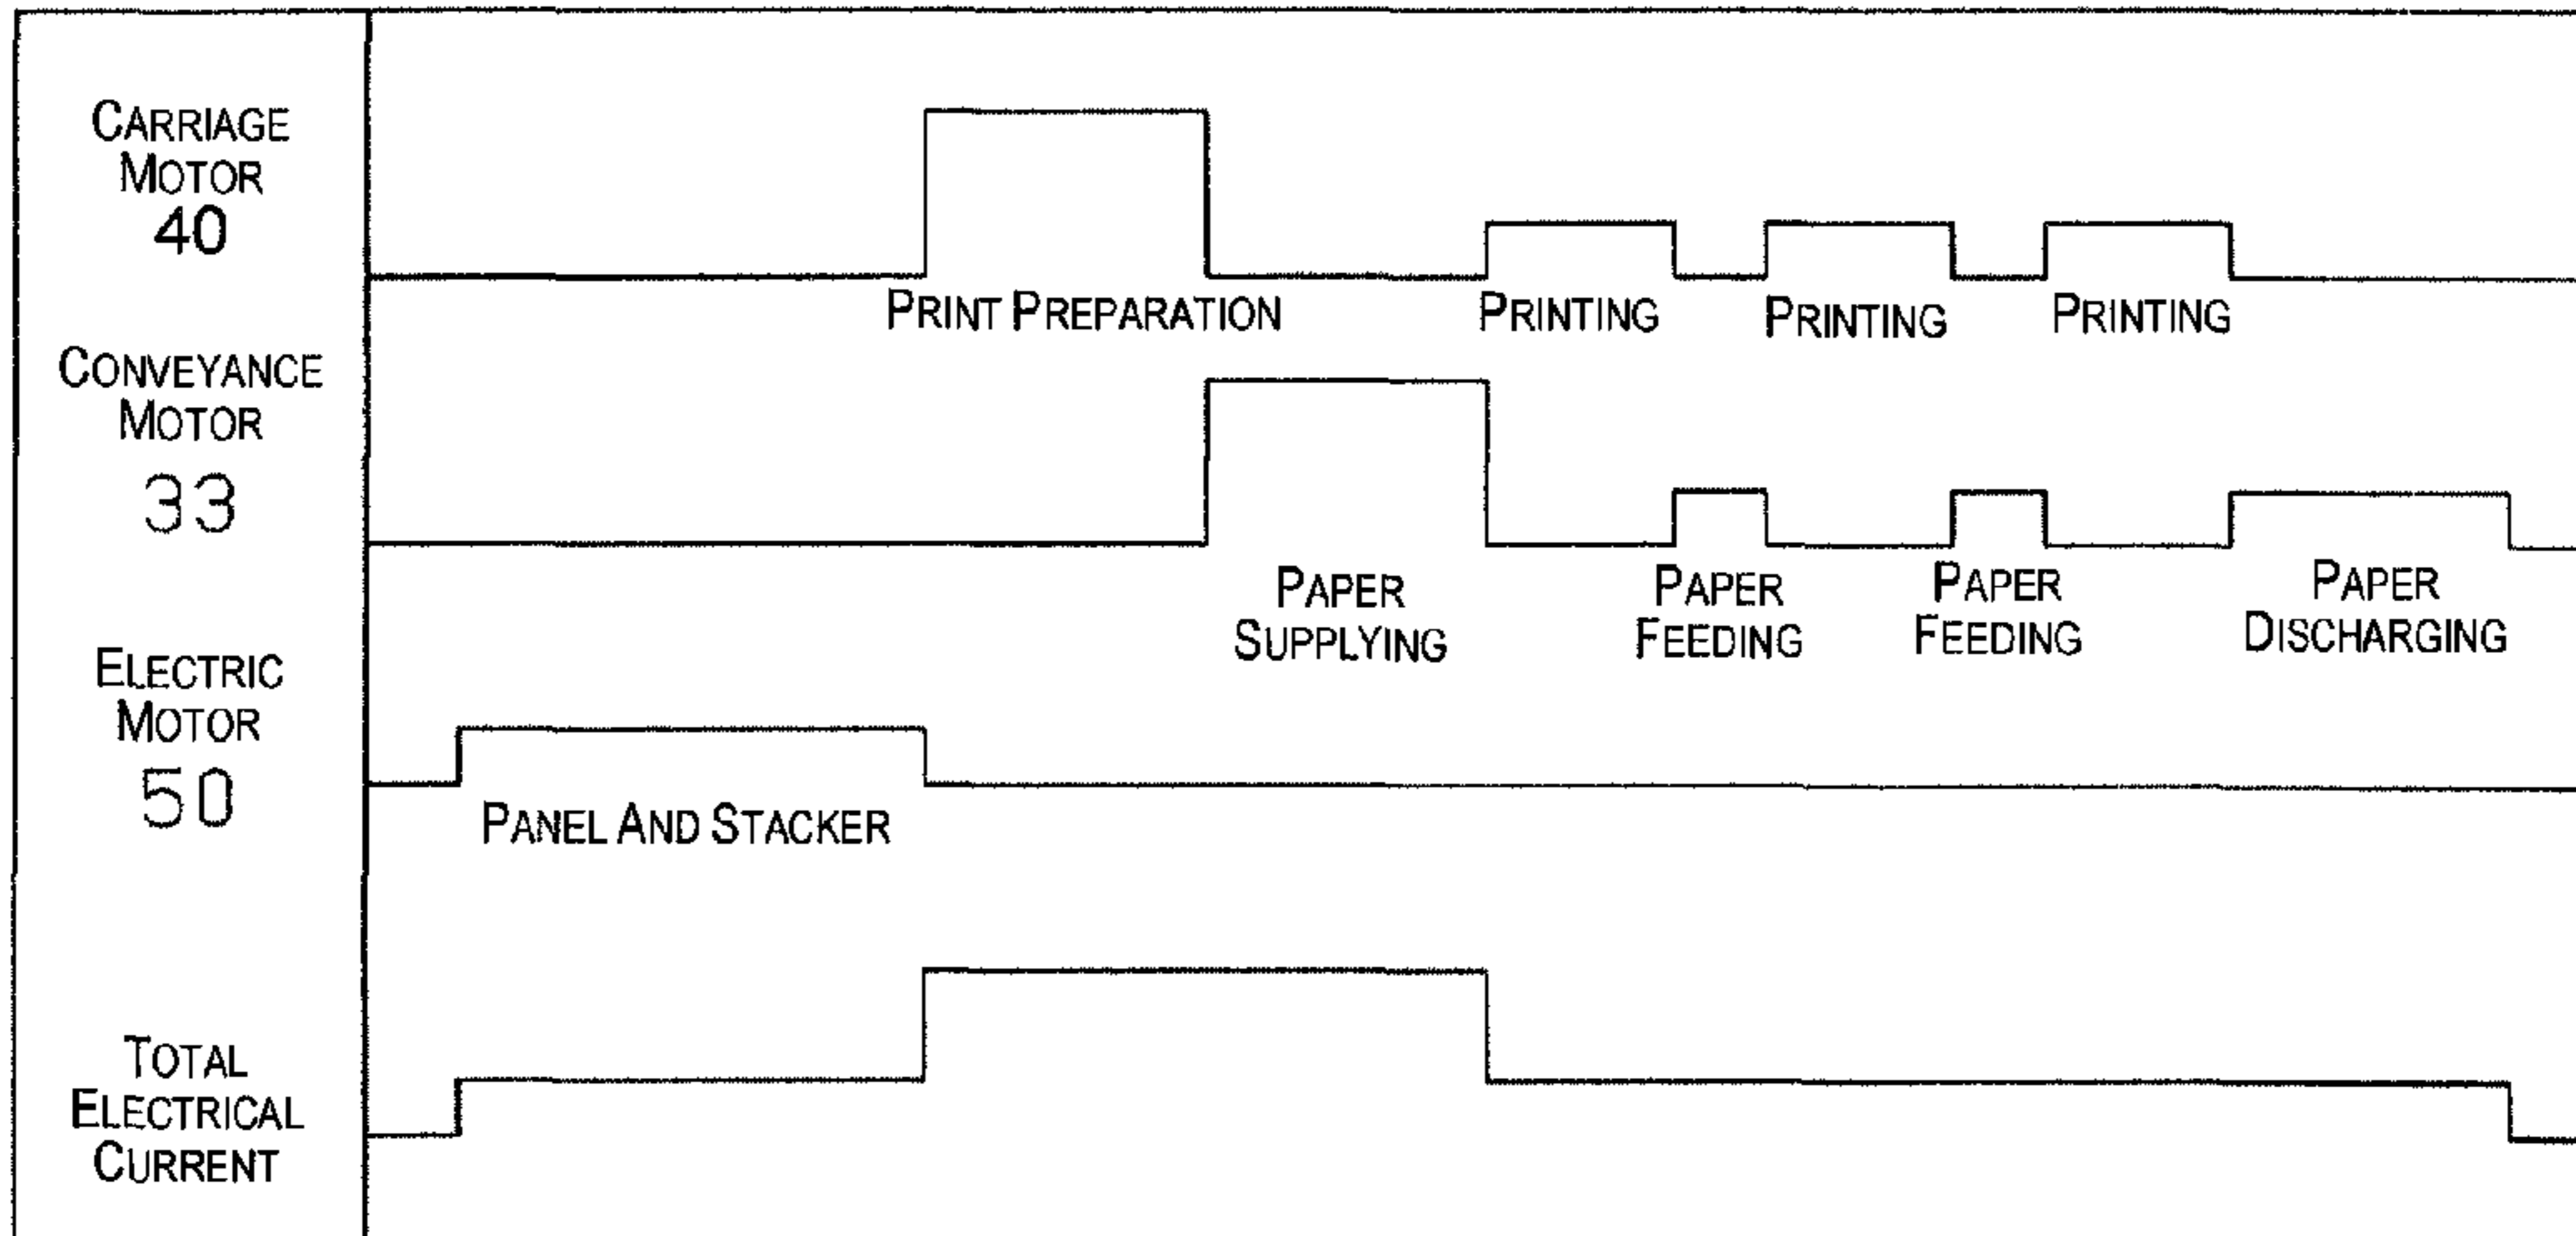 CARRIAGE
MOTOR
40
PRINT PREPARATION
PRINTING
PRINTING
PRINTING
CONVEYANCE
MOTOR
33
PAPER
SUPPLYING
PAPER
FEEDING
PAPER
FEEDING
PAPER
DISCHARGING
ELECTRIC
MOTOR
50
PANEL AND STACKER
TOTAL
ELECTRICAL
CURRENT